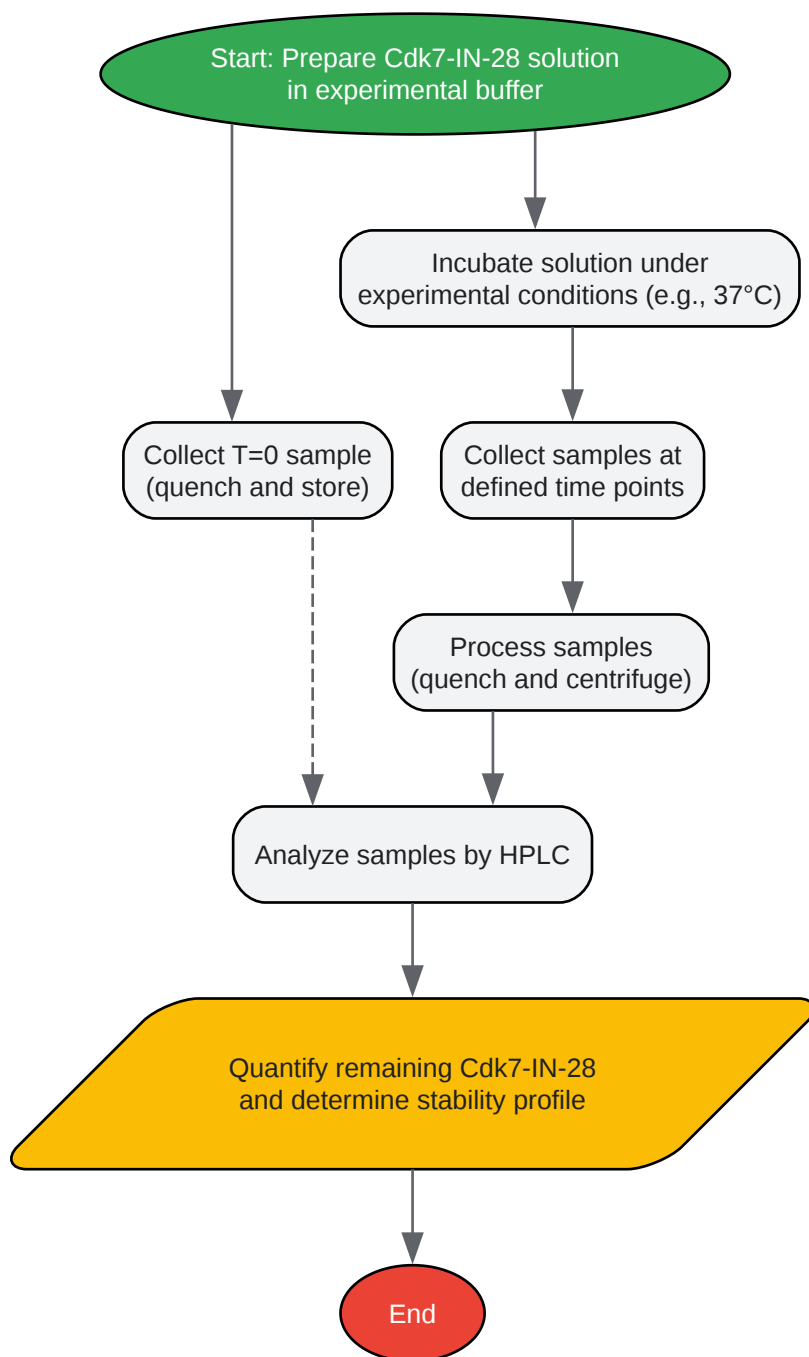 Start: Prepare Cdk7-IN-28 solution
in experimental buffer
Incubate solution under
experimental conditions (e.g., 37°C)
Collect T=0 sample
(quench and store)
Collect samples at
defined time points
Process samples
(quench and centrifuge)
Analyze samples by HPLC
Quantify remaining Cdk7-IN-28
and determine stability profile
End